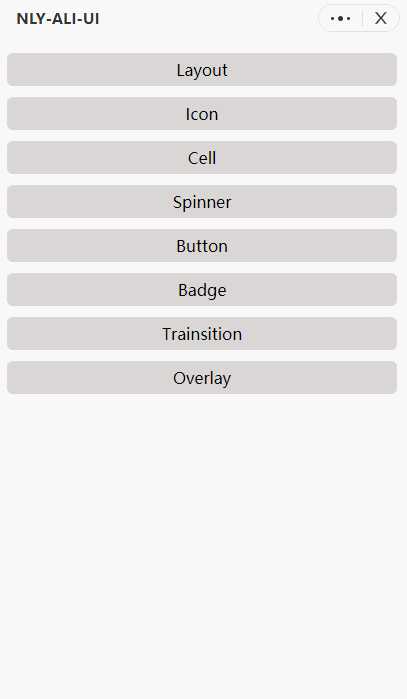 NLY-ALI-UI
Layout
Icon
Cell
Spinner
Button
Badge
Trainsition
Overlay